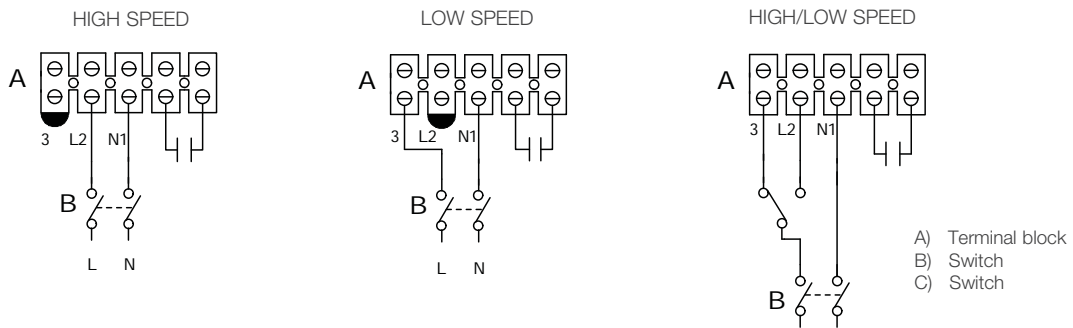 HIGH SPEED
A
3 L2 N1
B
L N
LOW SPEED
A
3 L2 N1
B
L N
HIGH/LOW SPEED
A
3 L2 N1
B
A) Terminal block
B) Switch
C) Switch